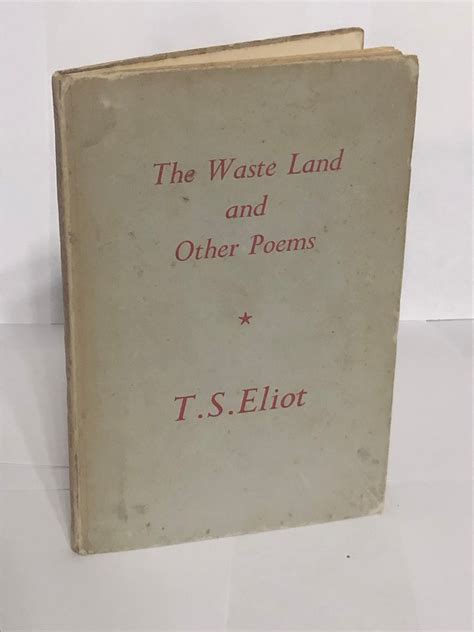 The Waste Land
and
Other Poems
*
T.S.Eliot